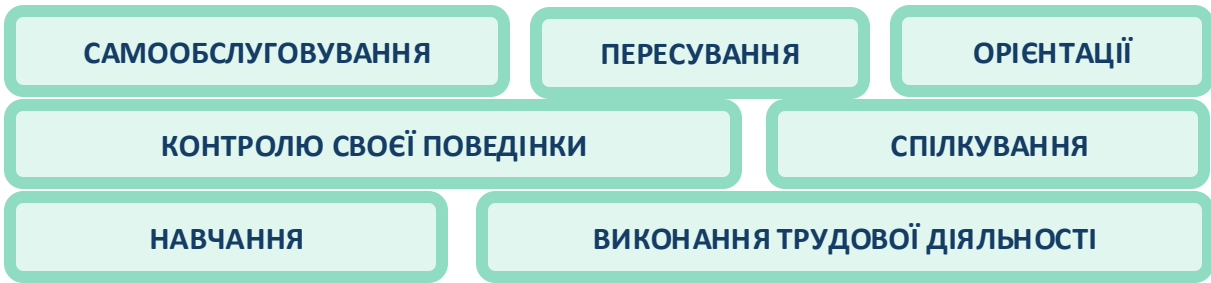 САМООБСЛУГОВУВАННЯ
ПЕРЕСУВАННЯ
ОРІЄНТАЦІЇ
КОНТРОЛЮ СВОЄЇ ПОВЕДІНКИ
СПІЛКУВАННЯ
НАВЧАННЯ
ВИКОНАННЯ ТРУДОВОЇ ДІЯЛЬНОСТІ